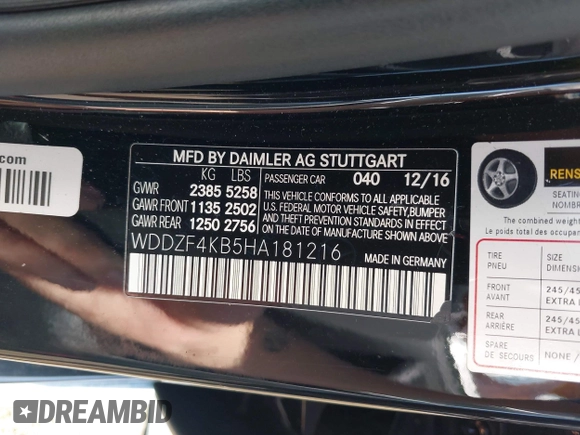 .com
MFD BY DAIMLER AG STUTTGART
KG LBS
PASSENGER CAR 040 12/16
GVWR 2385 5258
GAWR FRONT 1135 2502
GAWR REAR 1250 2756
THIS VEHICLE CONFORMS TO ALL APPLICABLE
U.S. FEDERAL MOTOR VEHICLE SAFETY, BUMPER
AND THEFT PREVENTION STANDARDS IN EFFECT
ON THE DATE OF MANUFACTURE SHOWN ABOVE.
WDDZF4KB5HA181216
MADE IN GERMANY
SEATING
The combined weight
Le poids total des occupa
TIRE
PNEU
SIZE
FRONT
AVANT
245/45
EXTRA L
REAR
ARRIÈRE
245/45
EXTRA L
SPARE
DE SECOURS
NONE /
DREAMBID